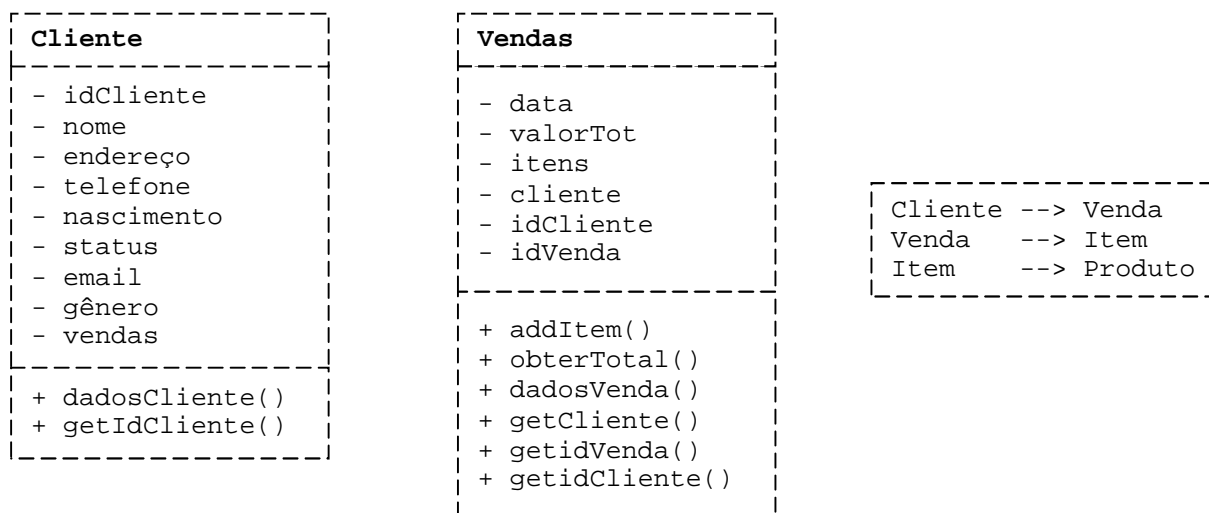 Cliente
- idCliente
- nome
- endereço
- telefone
- nascimento
- status
- email
- gênero
- vendas
+ dadosCliente()
+ getIdCliente()
Vendas
- data
- valorTot
- itens
- cliente
- idCliente
- idVenda
+ addItem()
+ obterTotal()
+ dadosVenda()
+ getCliente()
+ getidVenda()
+ getidCliente()
Cliente --> Venda
Venda --> Item
Item --> Produto